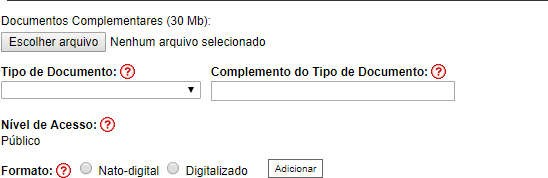 Documentos Complementares (30 Mb):
Escolher arquivo Nenhum arquivo selecionado
Tipo de Documento: ? Complemento do Tipo de Documento: ?
Nível de Acesso: ?
Público
Formato: ? Nato-digital Digitalizado Adicionar